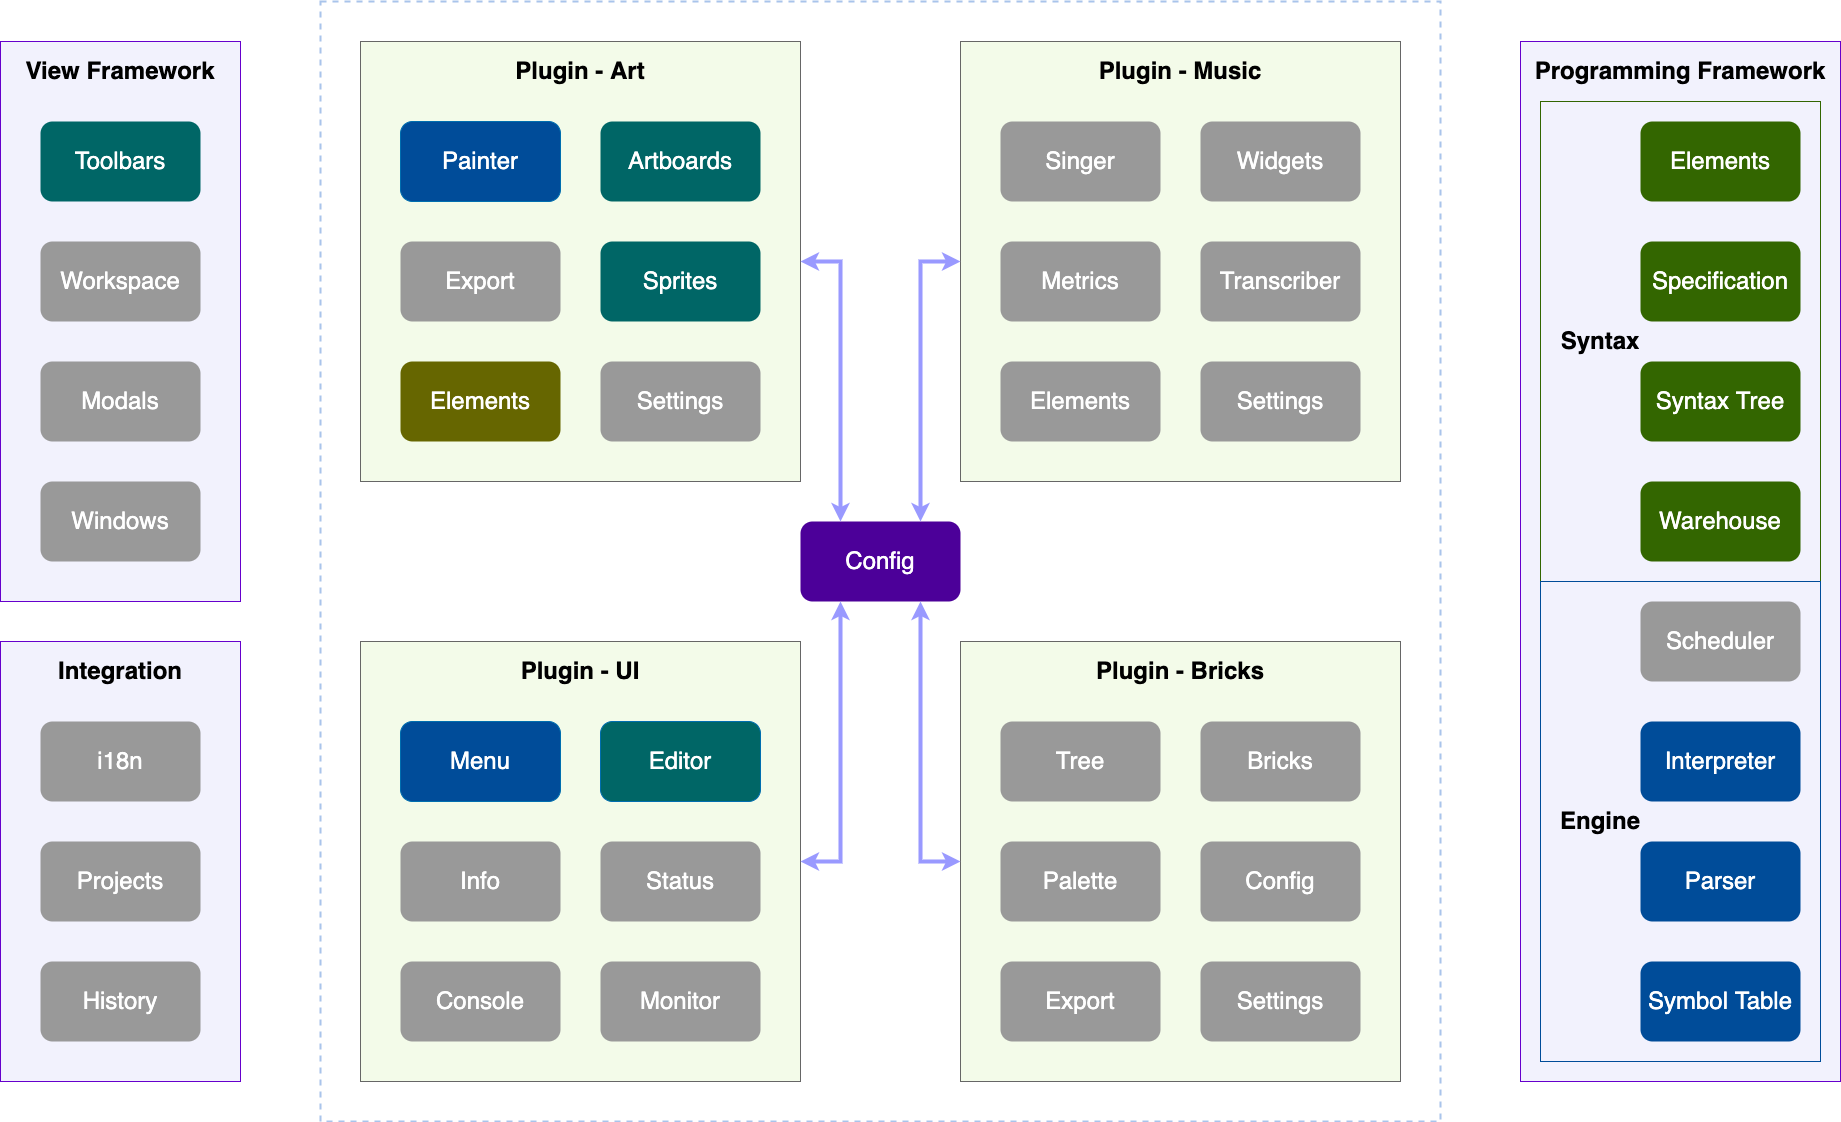 View Framework
Toolbars
Workspace
Modals
Windows
Integration
i18n
Projects
History
Plugin - Art
Painter
Artboards
Export
Sprites
Elements
Settings
Plugin - Music
Singer
Widgets
Metrics
Transcriber
Elements
Settings
Config
Plugin - UI
Menu
Editor
Info
Status
Console
Monitor
Plugin - Bricks
Tree
Bricks
Palette
Config
Export
Settings
Programming Framework
Syntax
Elements
Specification
Syntax Tree
Warehouse
Engine
Scheduler
Interpreter
Parser
Symbol Table